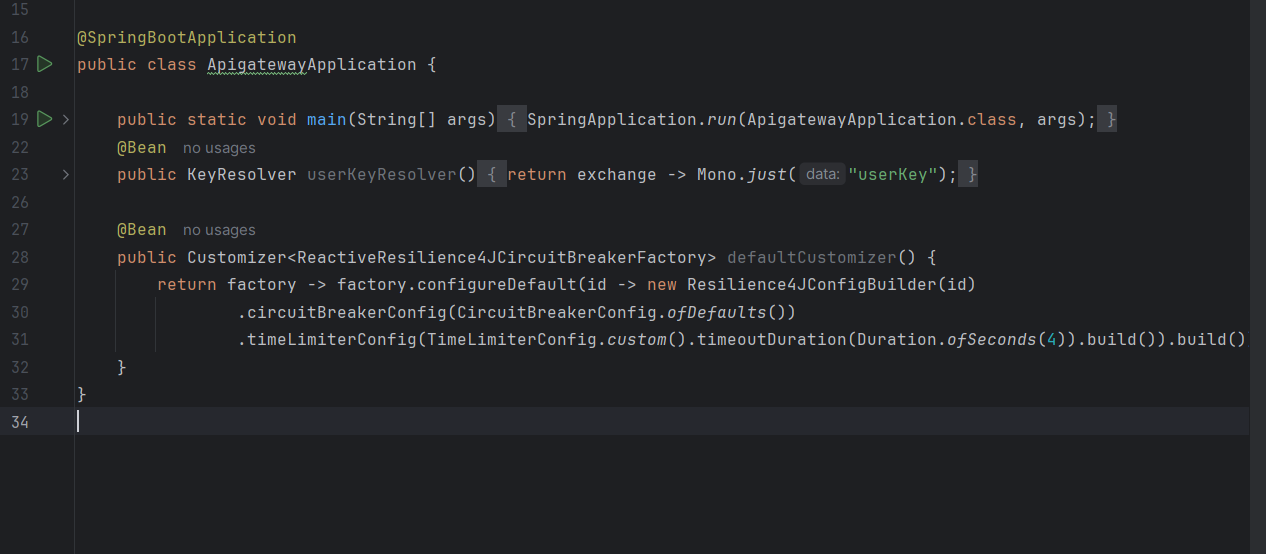 15
16 @SpringBootApplication
17 public class ApigatewayApplication {
18
19 public static void main(String[] args) { SpringApplication.run(ApigatewayApplication.class, args); }
22 @Bean no usages
23 public KeyResolver userKeyResolver() { return exchange -> Mono.just( data: "userKey"); }
26
27 @Bean no usages
28 public Customizer<ReactiveResilience4JCircuitBreakerFactory> defaultCustomizer() {
29 return factory -> factory.configureDefault(id -> new Resilience4JConfigBuilder(id)
30 .circuitBreakerConfig(CircuitBreakerConfig.ofDefaults())
31 .timeLimiterConfig(TimeLimiterConfig.custom().timeoutDuration(Duration.ofSeconds(4)).build()).build()
32 }
33 }
34